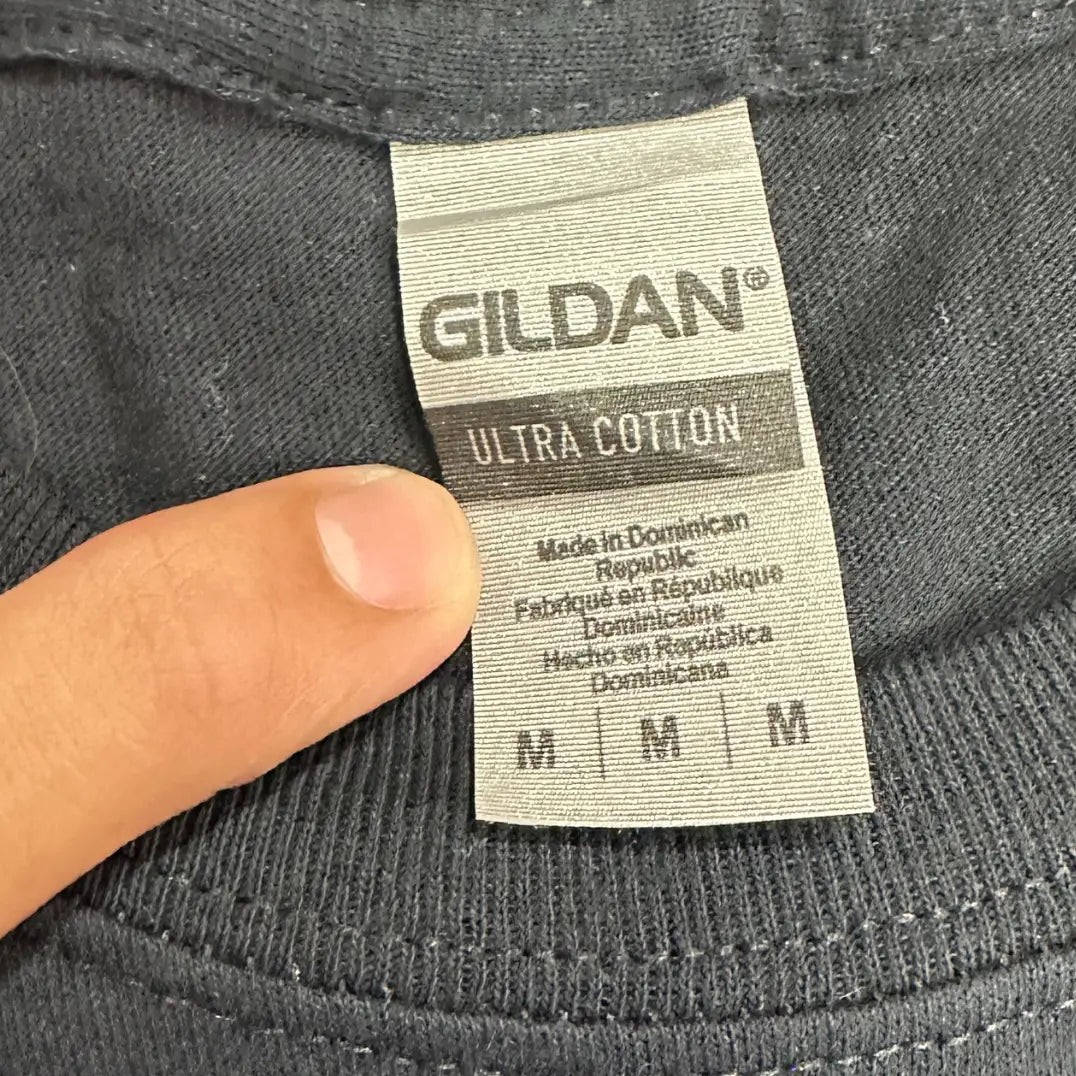 GILDAN®
ULTRA COTTON
Made in Dominican
Republic
Fabriqué en République
Dominicaine
Hecho en República
Dominicana
M | M | M